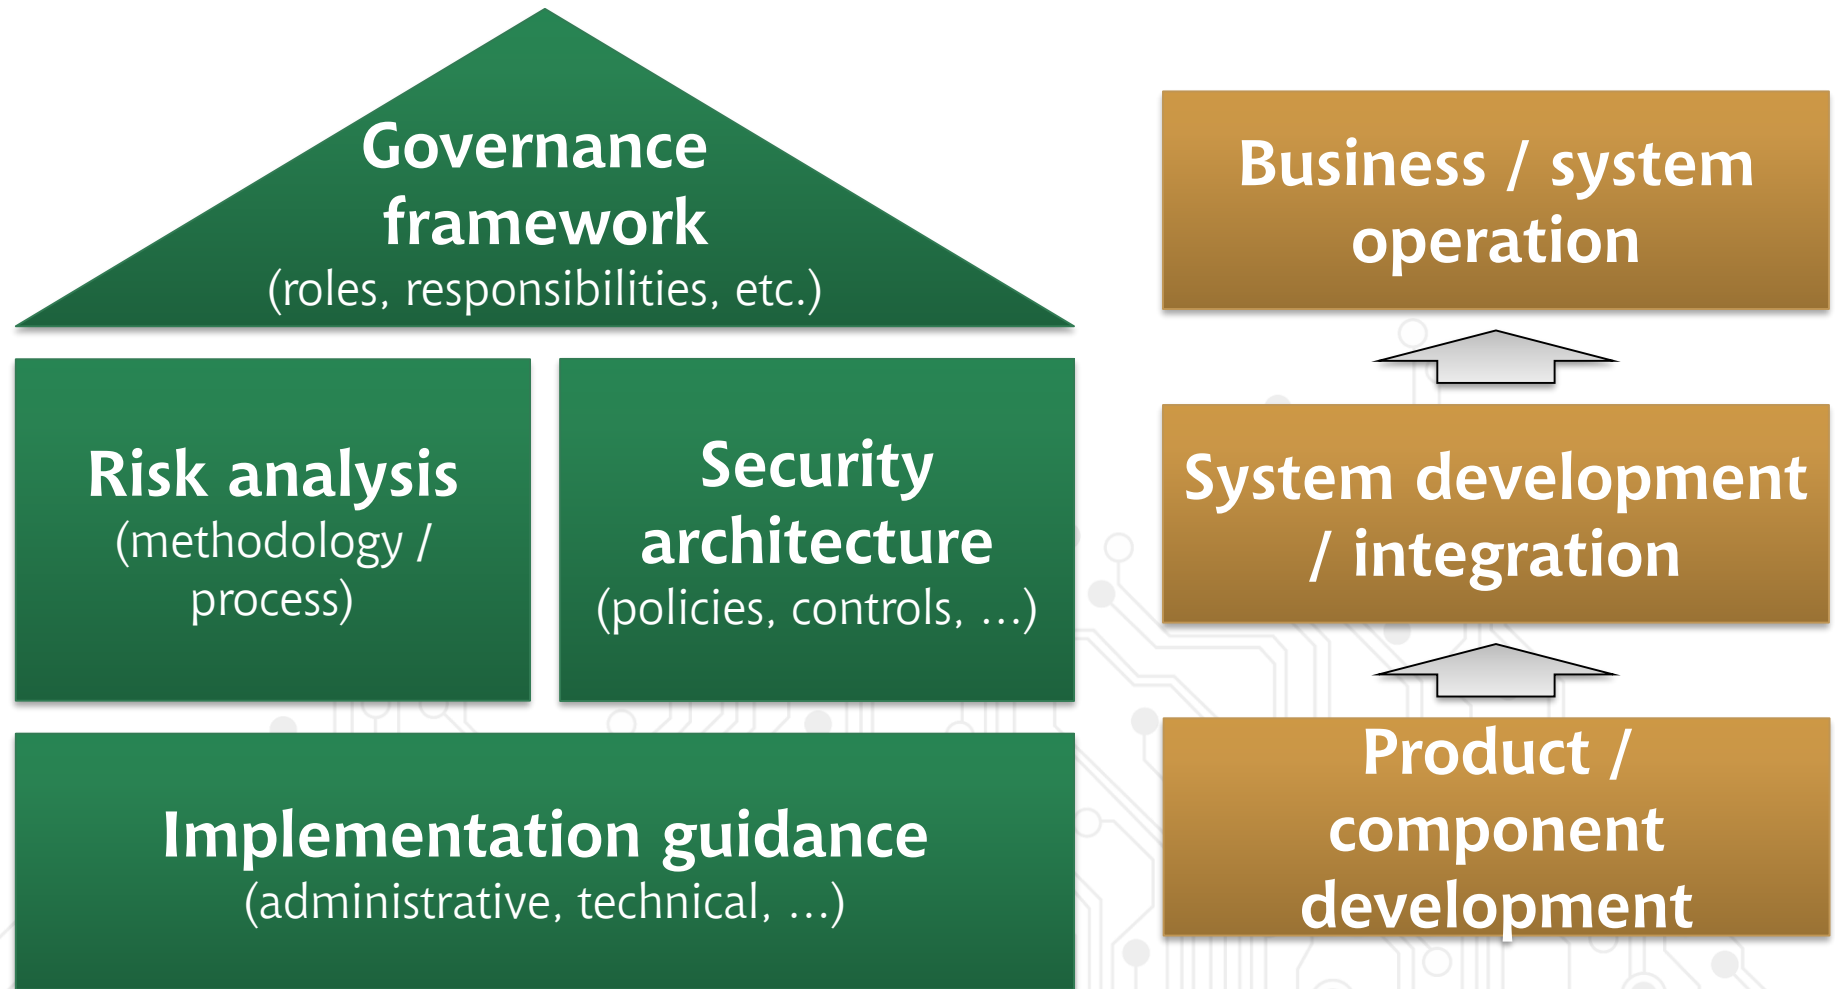 Governance
framework
(roles, responsibilities, etc.)
Risk analysis
(methodology /
process)
Security
architecture
(policies, controls, ...)
Implementation guidance
(administrative, technical, ...)
Business / system
operation
System development
/ integration
Product /
component
development